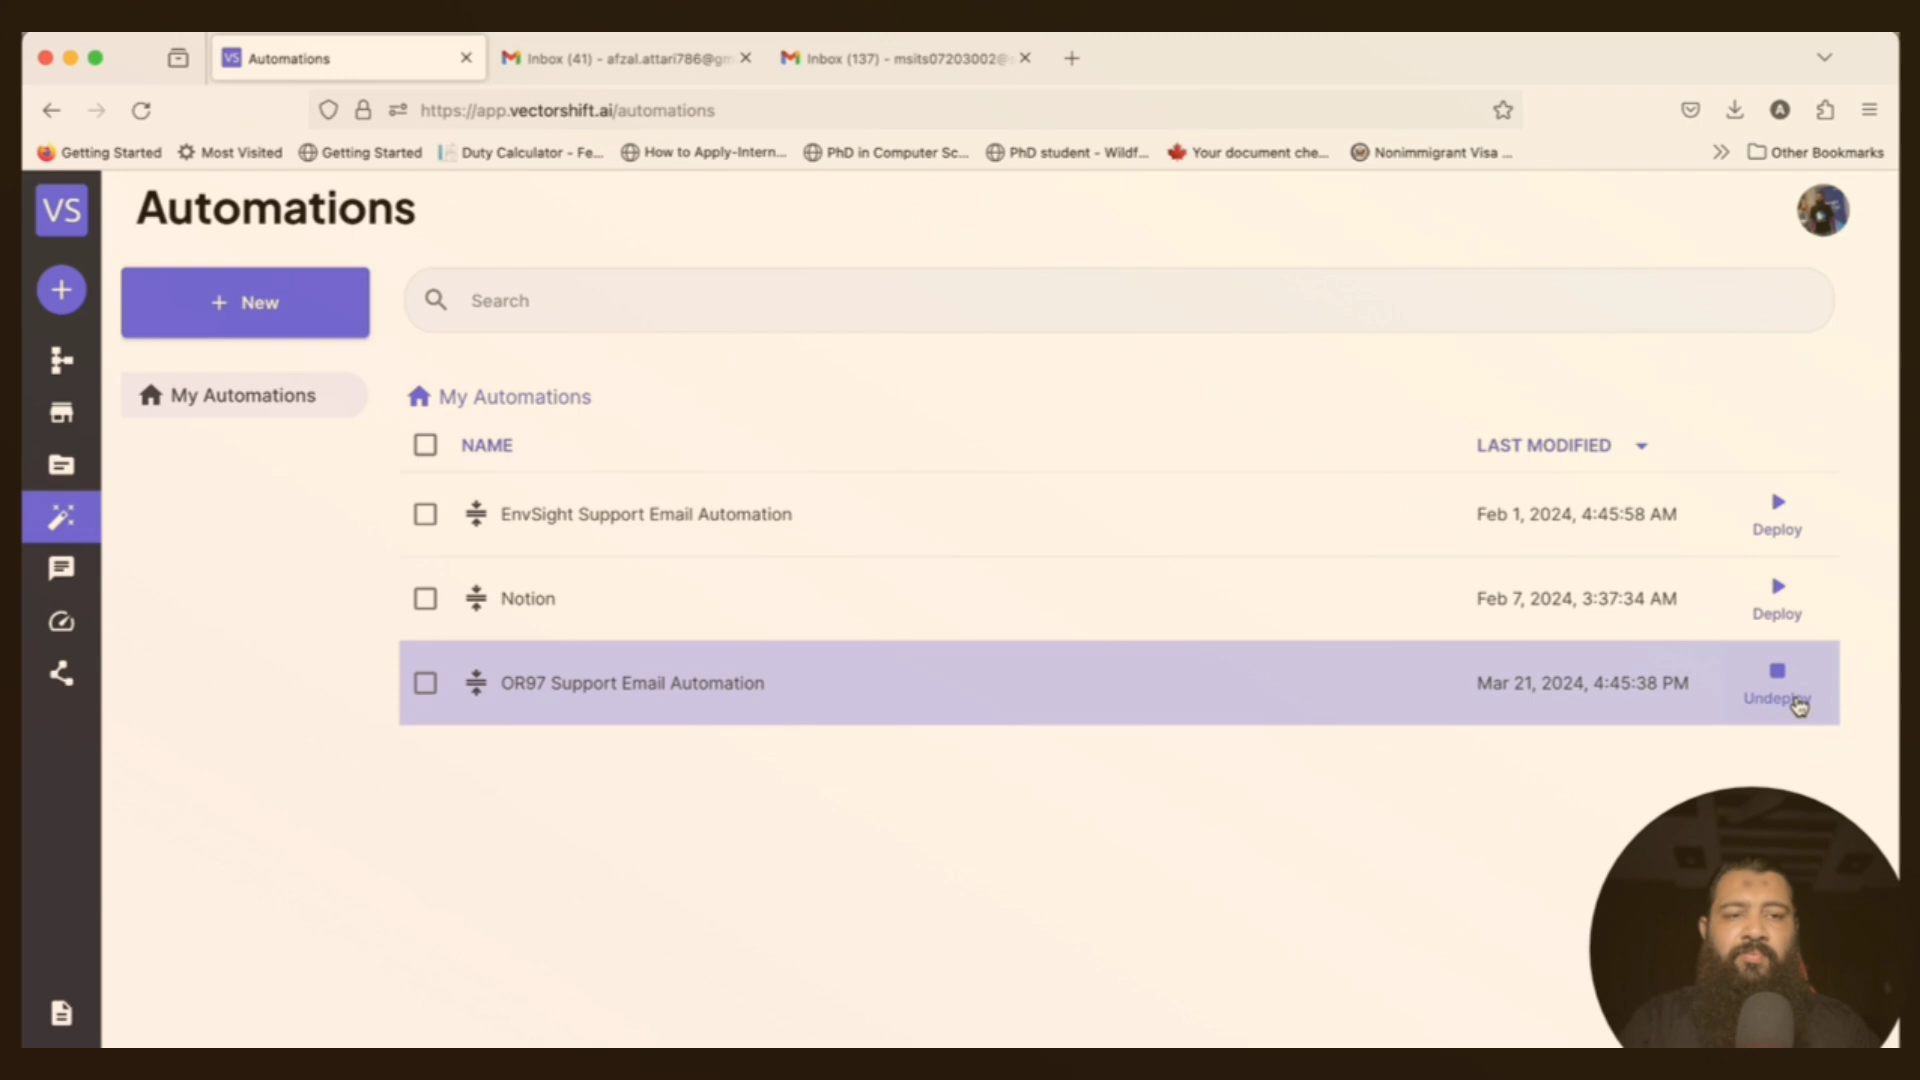 VS Automations
Inbox (41) - afzal.attari786@gm
Inbox (137) - msits07203002@
https://app.vectorshift.ai/automations
A
Getting Started
Most Visited
Getting Started
Duty Calculator - Fe...
How to Apply-Intern...
PhD in Computer Sc...
PhD student - Wildf...
Your document che...
Nonimmigrant Visa ...
Other Bookmarks
VS
Automations
+ New
Search
My Automations
My Automations
NAME
LAST MODIFIED
EnvSight Support Email Automation
Feb 1, 2024, 4:45:58 AM
Deploy
Notion
Feb 7, 2024, 3:37:34 AM
Deploy
OR97 Support Email Automation
Mar 21, 2024, 4:45:38 PM
Undeploy